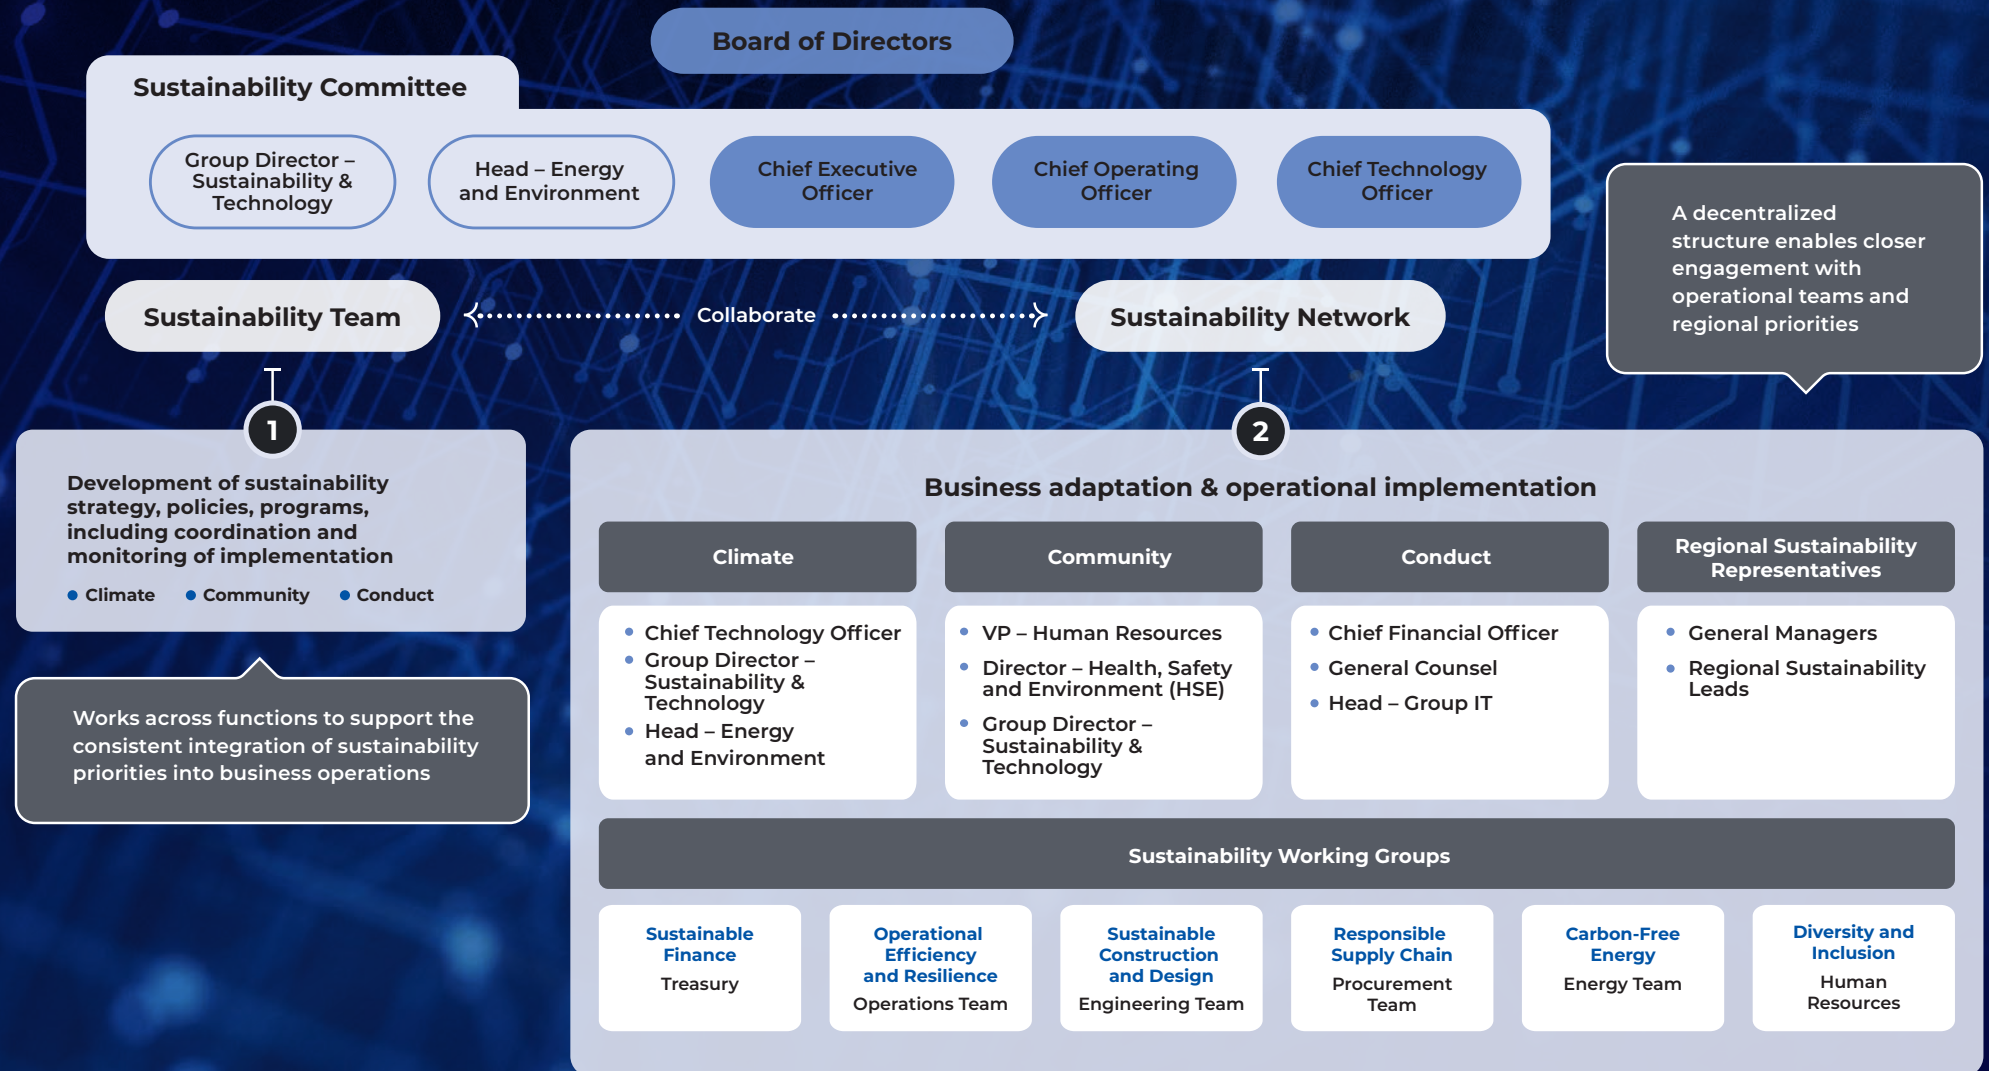 Board of Directors
Sustainability Committee
Group Director –
Sustainability &
Technology
Head – Energy
and Environment
Chief Executive
Officer
Chief Operating
Officer
Chief Technology
Officer
A decentralized
structure enables closer
engagement with
operational teams and
regional priorities
Sustainability Team
Collaborate
Sustainability Network
1
Development of sustainability
strategy, policies, programs,
including coordination and
monitoring of implementation
• Climate • Community • Conduct
Works across functions to support the
consistent integration of sustainability
priorities into business operations
2
Business adaptation & operational implementation
Climate
• Chief Technology Officer
• Group Director –
Sustainability &
Technology
• Head – Energy
and Environment
Community
• VP – Human Resources
• Director – Health, Safety
and Environment (HSE)
• Group Director –
Sustainability &
Technology
Conduct
• Chief Financial Officer
• General Counsel
• Head – Group IT
Regional Sustainability
Representatives
• General Managers
• Regional Sustainability
Leads
Sustainability Working Groups
Sustainable
Finance
Treasury
Operational
Efficiency
and Resilience
Operations Team
Sustainable
Construction
and Design
Engineering Team
Responsible
Supply Chain
Procurement
Team
Carbon-Free
Energy
Energy Team
Diversity and
Inclusion
Human
Resources